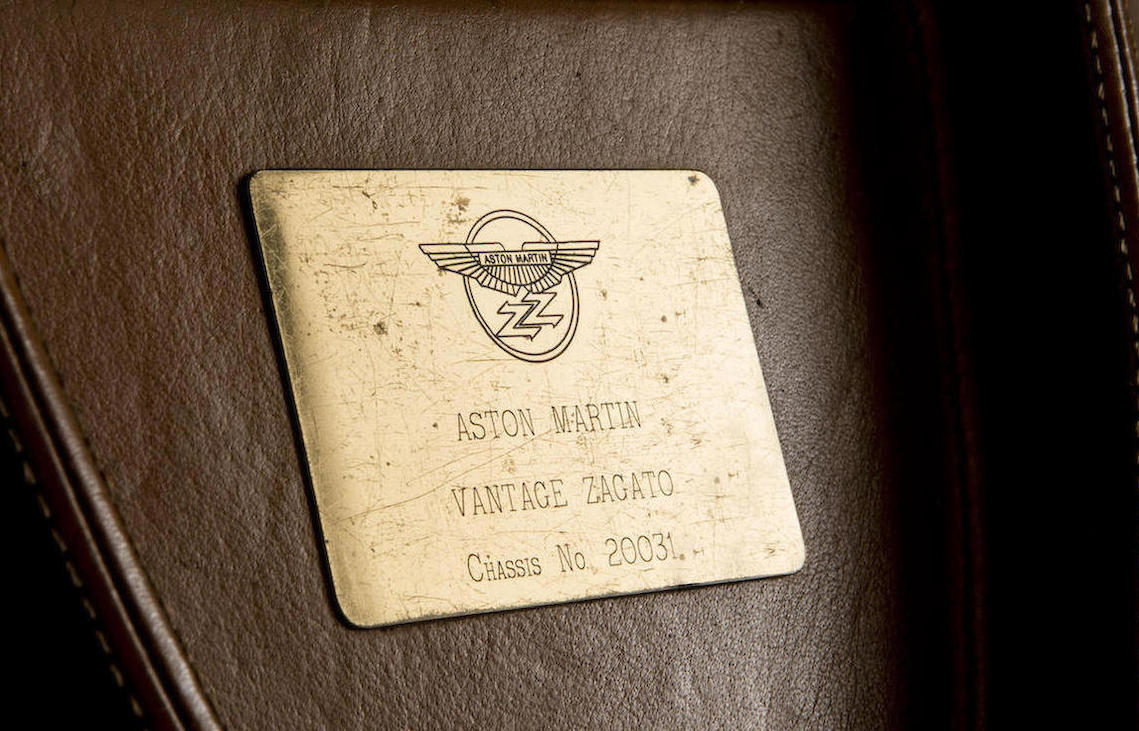 ASTON MARTIN
ASTON MARTIN
VANTAGE ZAGATO
Chassis No. 20031